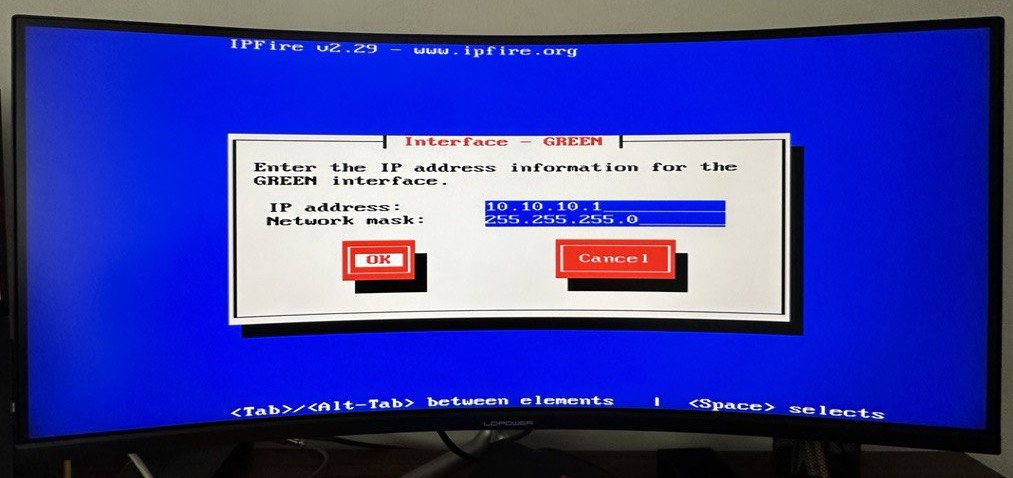 IPFire v2.29 - www.ipfire.org
Interface - GREEN
Enter the IP address information for the
GREEN interface.
IP address: 10.10.10.1
Network mask: 255.255.255.0
OK Cancel
<Tab>/<Alt-Tab> between elements | <Space> selects
LDPOWER